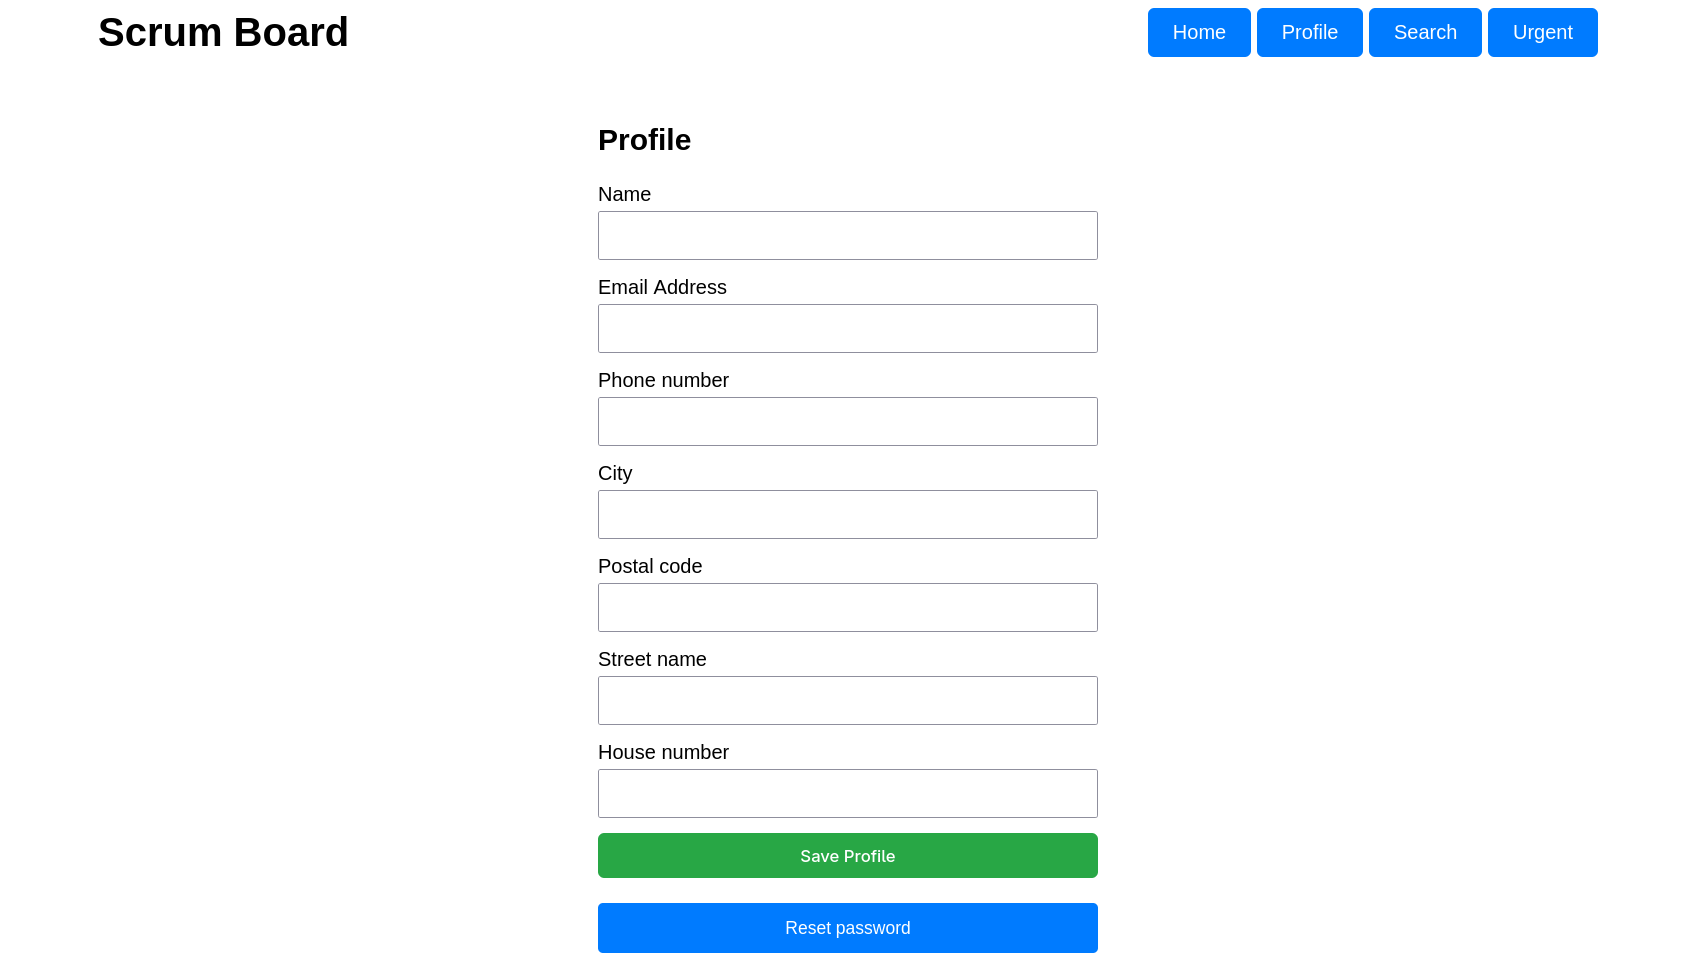 Scrum Board
Home Profile Search Urgent
Profile
Name
Email Address
Phone number
City
Postal code
Street name
House number
Save Profile
Reset password